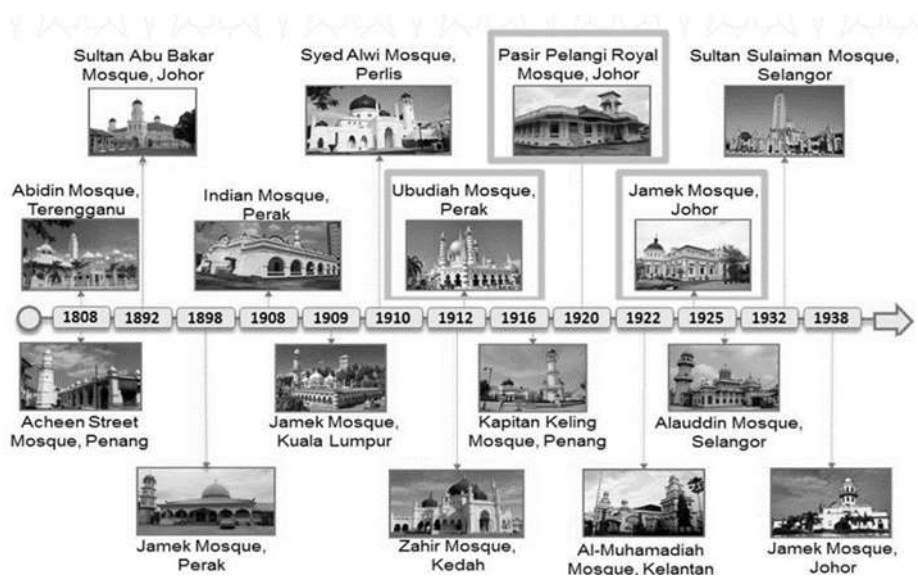 Sultan Abu Bakar
Mosque, Johor
Syed Alwi Mosque,
Perlis
Pasir Pelangi Royal
Mosque, Johor
Sultan Sulaiman Mosque,
Selangor
Abidin Mosque,
Terengganu
Indian Mosque,
Perak
Ubudiah Mosque,
Perak
Jamek Mosque,
Johor
1808 1892 1898 1908 1909 1910 1912 1916 1920 1922 1925 1932 1938
Acheen Street
Mosque, Penang
Jamek Mosque,
Kuala Lumpur
Kapitan Keling
Mosque, Penang
Alauddin Mosque,
Selangor
Jamek Mosque,
Perak
Zahir Mosque,
Kedah
Al-Muhamadiah
Mosque, Kelantan
Jamek Mosque,
Johor